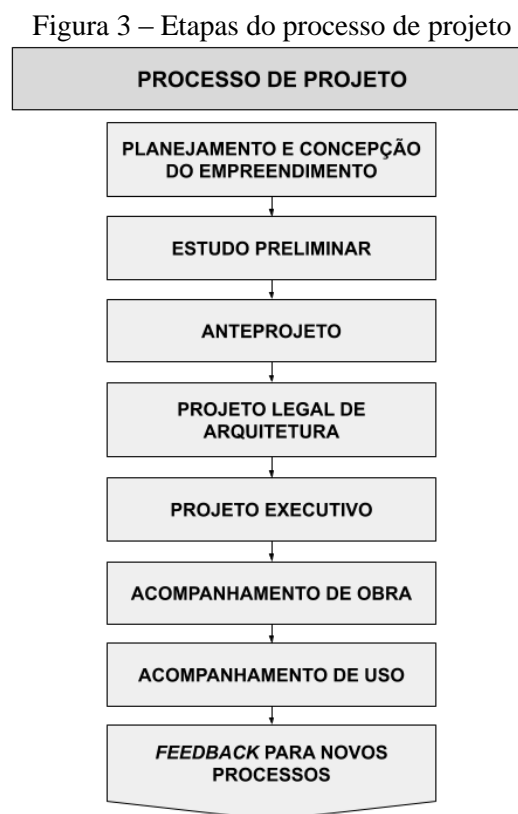 Figura 3 – Etapas do processo de projeto
PROCESSO DE PROJETO
PLANEJAMENTO E CONCEPÇÃO
DO EMPREENDIMENTO
ESTUDO PRELIMINAR
ANTEPROJETO
PROJETO LEGAL DE
ARQUITETURA
PROJETO EXECUTIVO
ACOMPANHAMENTO DE OBRA
ACOMPANHAMENTO DE USO
FEEDBACK PARA NOVOS
PROCESSOS